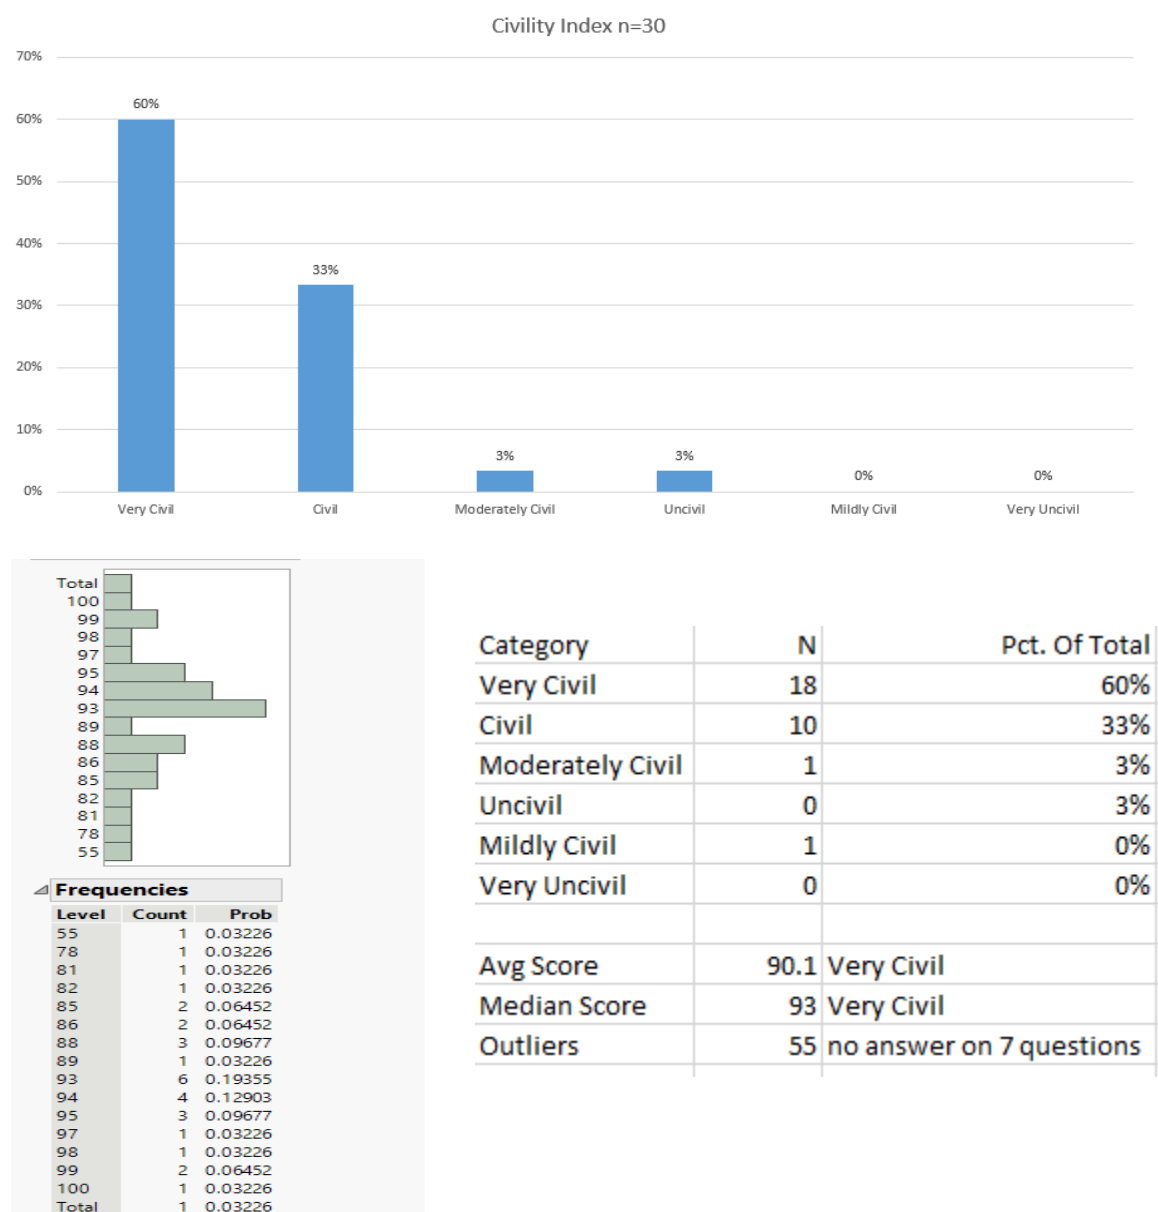 Civility Index n=30
70%
60%
50%
40%
30%
20%
10%
0%
60%
33%
3%
3%
0%
0%
Very Civil Civil Moderately Civil Uncivil Mildly Civil Very Uncivil
Total
100
99
98
97
95
94
93
89
88
86
85
82
81
78
55
Frequencies
Level Count Prob
55 1 0.03226
78 1 0.03226
81 1 0.03226
82 1 0.03226
85 2 0.06452
86 2 0.06452
88 3 0.09677
89 1 0.03226
93 6 0.19355
94 4 0.12903
95 3 0.09677
97 1 0.03226
98 1 0.03226
99 2 0.06452
100 1 0.03226
Total 1 0.03226
Category N Pct. Of Total
Very Civil 18 60%
Civil 10 33%
Moderately Civil 1 3%
Uncivil 0 3%
Mildly Civil 1 0%
Very Uncivil 0 0%
Avg Score 90.1 Very Civil
Median Score 93 Very Civil
Outliers 55 no answer on 7 questions